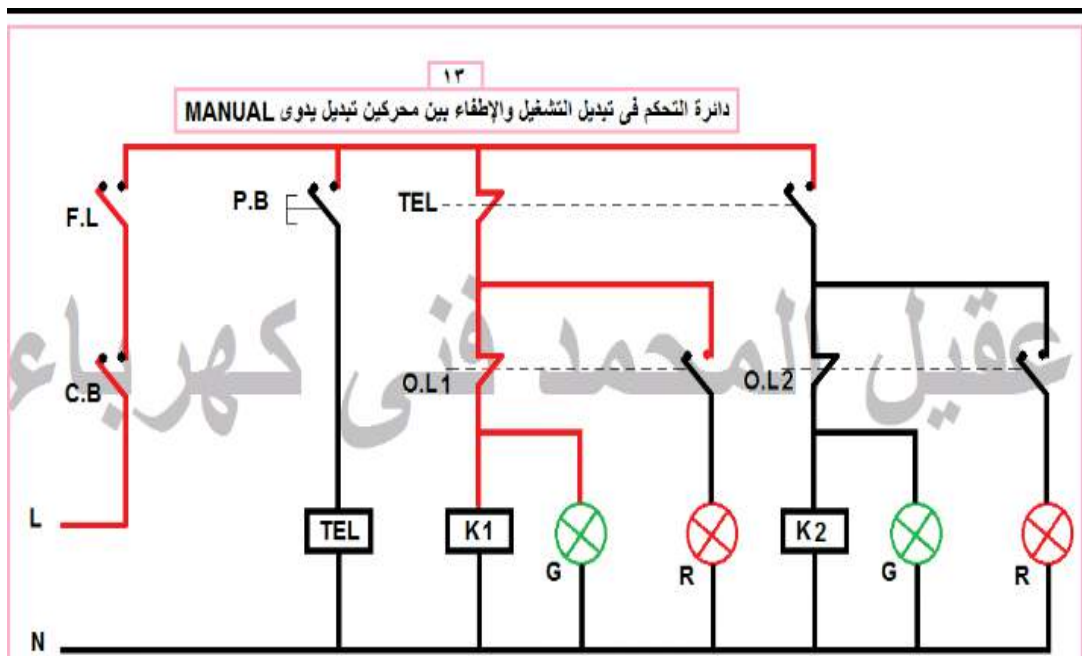 ١٣
دائرة التحكم فى تبديل التشغيل والإطفاء بين محركين تبديل يدوى MANUAL
F.L
P.B
TEL
عقيل المحمد فنى كهرباء
C.B
O.L1
O.L2
L
TEL
K1
G
R
K2
G
R
N